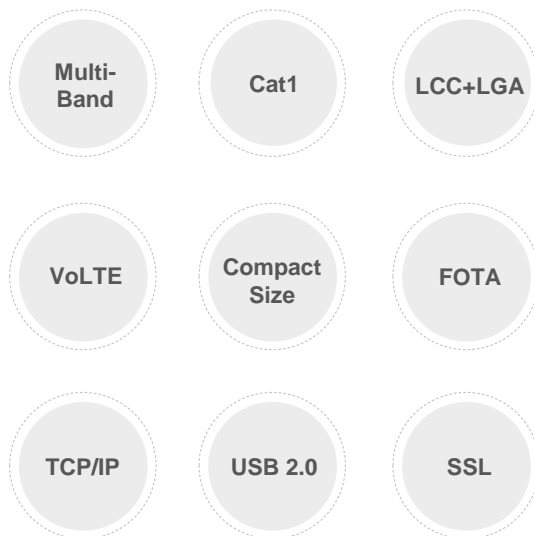 Multi-
Band
Cat1
LCC+LGA
VoLTE
Compact
Size
FOTA
TCP/IP
USB 2.0
SSL